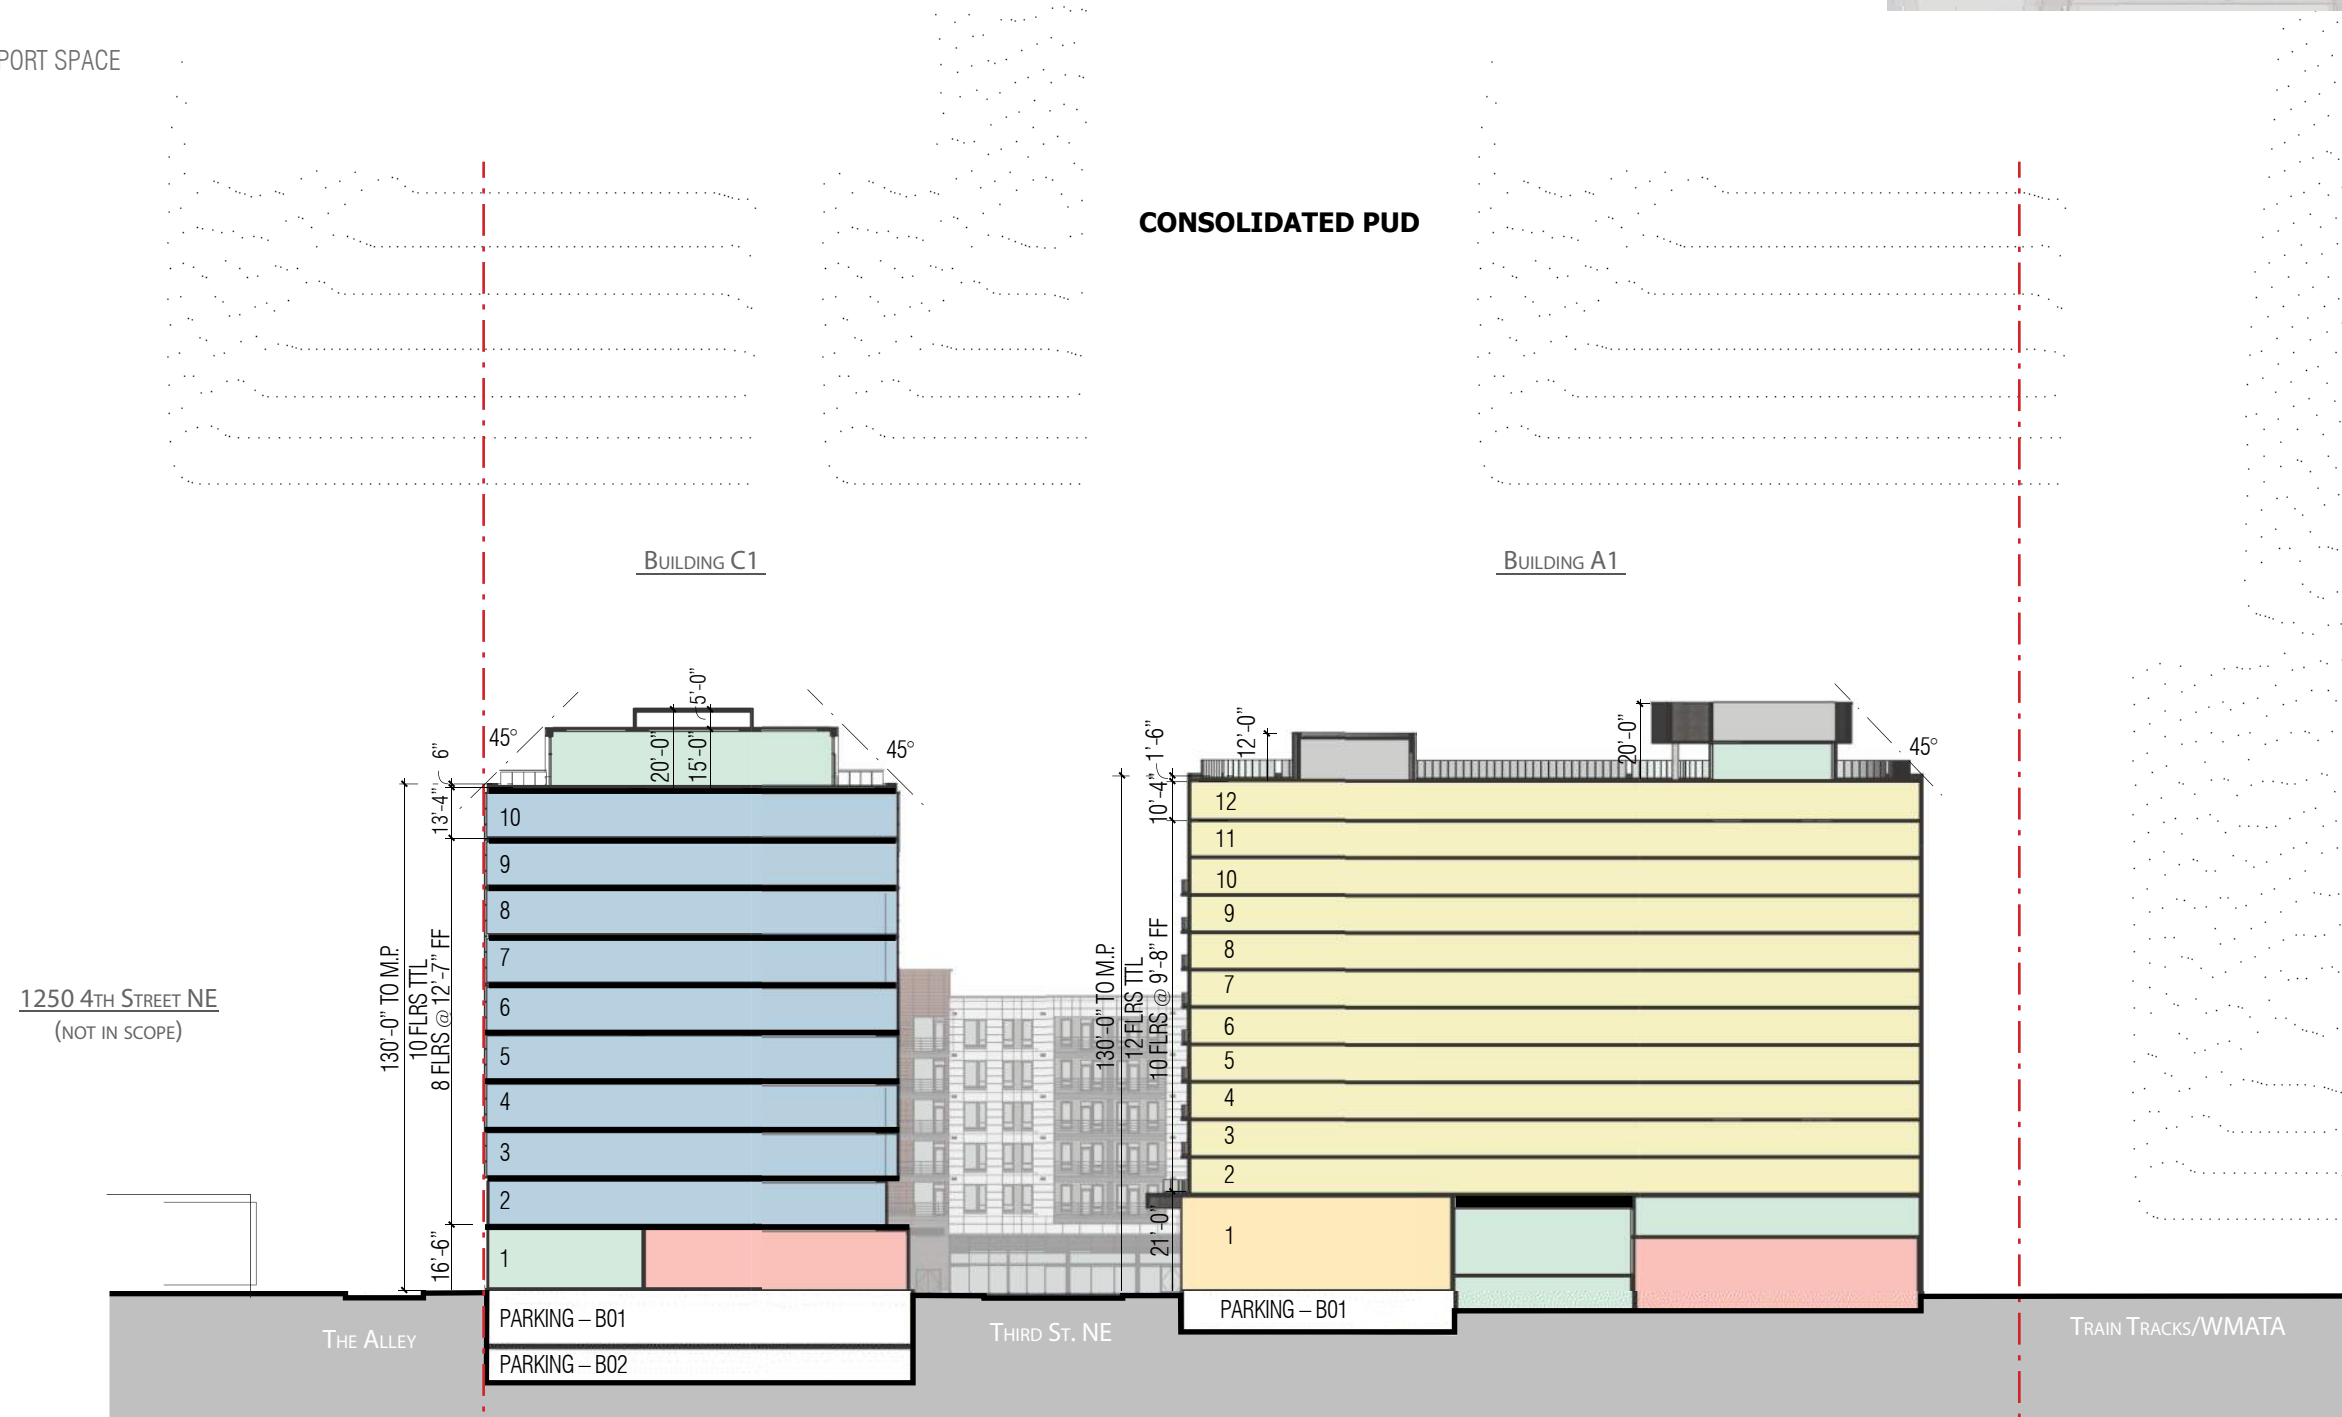 PORT SPACE
CONSOLIDATED PUD
Building C1
Building A1
5'-0"
20'-0"
15'-0"
45°
45°
6"
13'-4"
130'-0" TO M.P.
10 FLRS TTL
8 FLRS @ 12'-7" FF
16'-6"
10
9
8
7
6
5
4
3
2
1
PARKING – B01
PARKING – B02
12'-0"
20'-0"
45°
1'-6"
10'-4"
130'-0" TO M.P.
12 FLRS TTL
10 FLRS @ 9'-8" FF
21'-0"
12
11
10
9
8
7
6
5
4
3
2
1
PARKING – B01
1250 4th Street NE
(not in scope)
The Alley
Third St. NE
Train Tracks/WMATA